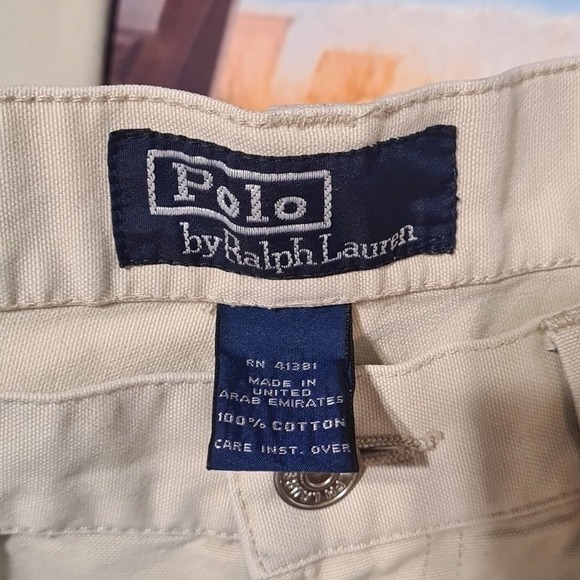 Polo
by Ralph Lauren
RN 41381
MADE IN
UNITED
ARAB EMIRATES
100% COTTON
CARE INST. OVER